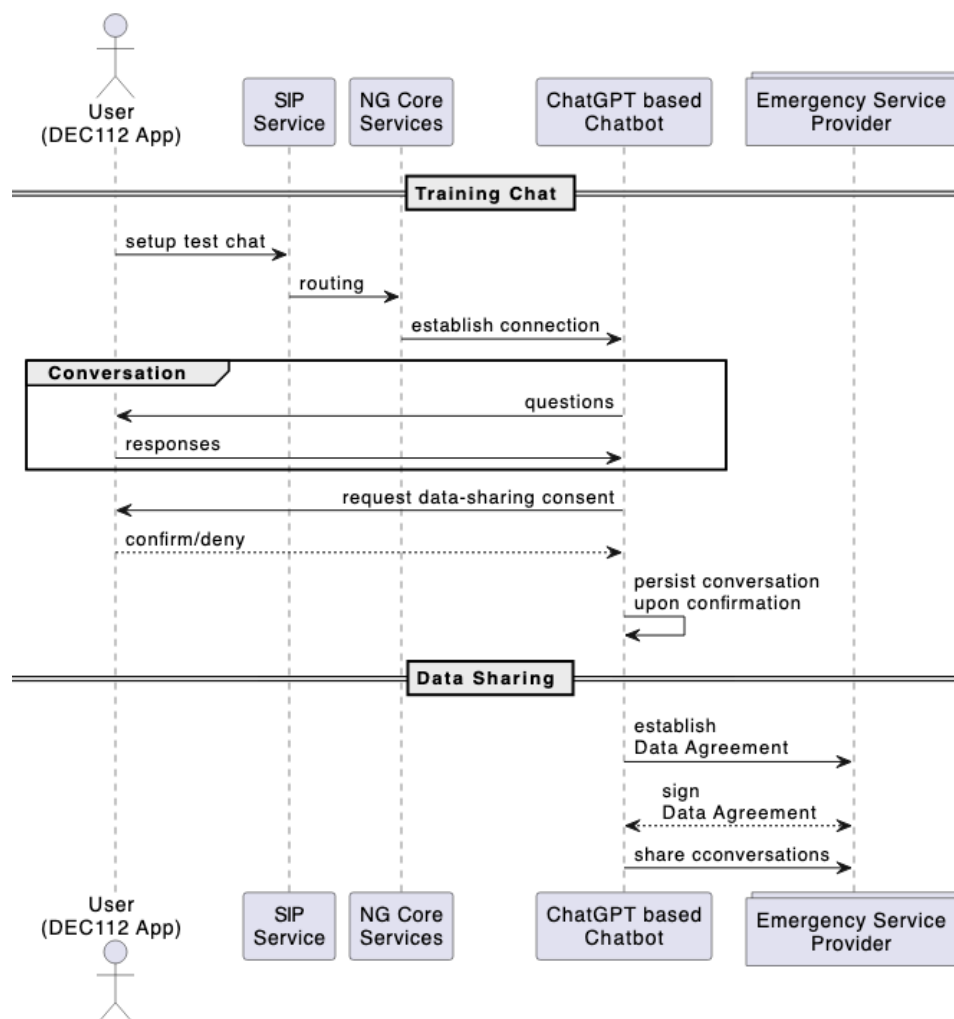 User
(DEC112 App)
SIP
Service
NG Core
Services
ChatGPT based
Chatbot
Emergency Service
Provider
Training Chat
setup test chat
routing
establish connection
Conversation
questions
responses
request data-sharing consent
confirm/deny
persist conversation
upon confirmation
Data Sharing
establish
Data Agreement
sign
Data Agreement
share cconversations
User
(DEC112 App)
SIP
Service
NG Core
Services
ChatGPT based
Chatbot
Emergency Service
Provider